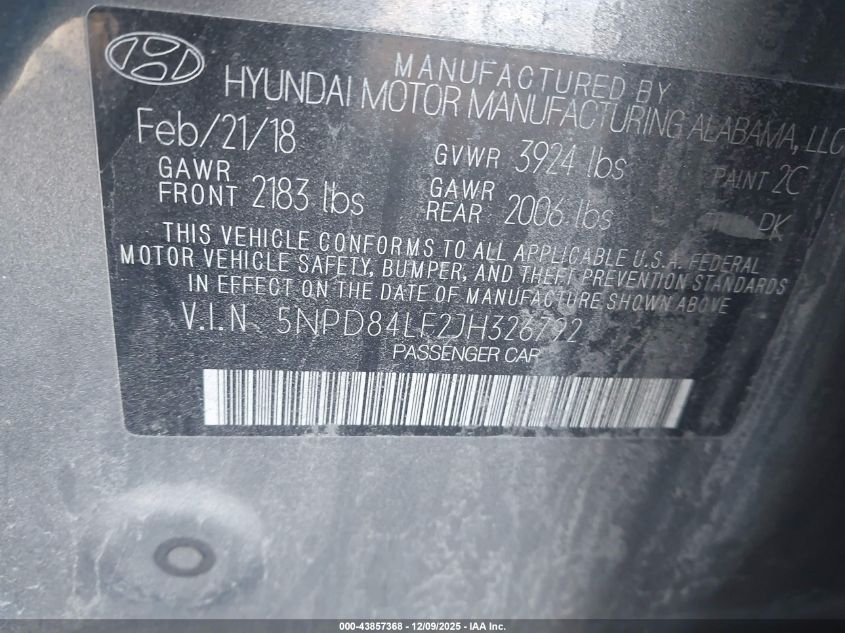 MANUFACTURED BY
HYUNDAI MOTOR MANUFACTURING ALABAMA, LLC
Feb/21/18 GVWR 3924 lbs PAINT 2C
GAWR FRONT 2183 lbs GAWR REAR 2006 lbs DK
THIS VEHICLE CONFORMS TO ALL APPLICABLE U.S.A. FEDERAL
MOTOR VEHICLE SAFETY, BUMPER, AND THEFT PREVENTION STANDARDS
IN EFFECT ON THE DATE OF MANUFACTURE SHOWN ABOVE
V.I.N 5NPD84LF2JH326792
PASSENGER CAR
000-43857368 - 12/09/2025 - IAA Inc.